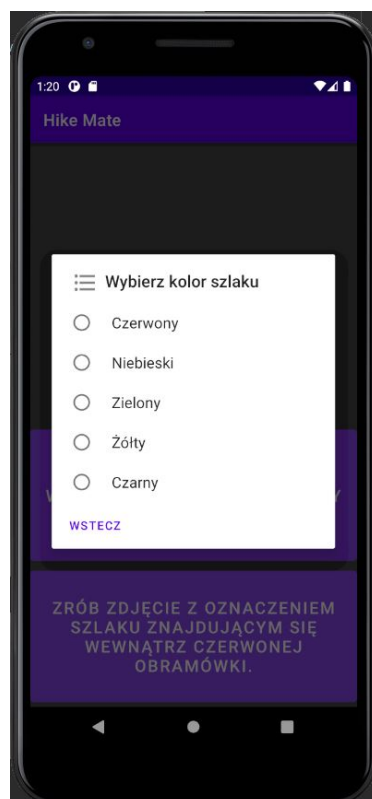 1:20
Hike Mate
Wybierz kolor szlaku
Czerwony
Niebieski
Zielony
Żółty
Czarny
WSTECZ
ZRÓB ZDJĘCIE Z OZNACZENIEM
SZLAKU ZNAJDUJĄCYM SIĘ
WEWNĄTRZ CZERWONEJ
OBRAMÓWKI.